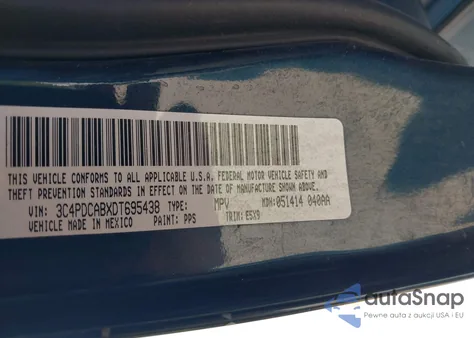 THIS VEHICLE CONFORMS TO ALL APPLICABLE U.S.A. FEDERAL MOTOR VEHICLE SAFETY AND
THEFT PREVENTION STANDARDS IN EFFECT ON THE DATE OF MANUFACTURE SHOWN ABOVE.
VIN: 3C4PDCABXDT695438 TYPE: MPV MDH: 051414 040AA
VEHICLE MADE IN MEXICO PAINT: PPS TRIM: E5X9
autoSnap
Pewne auta z aukcji USA i EU